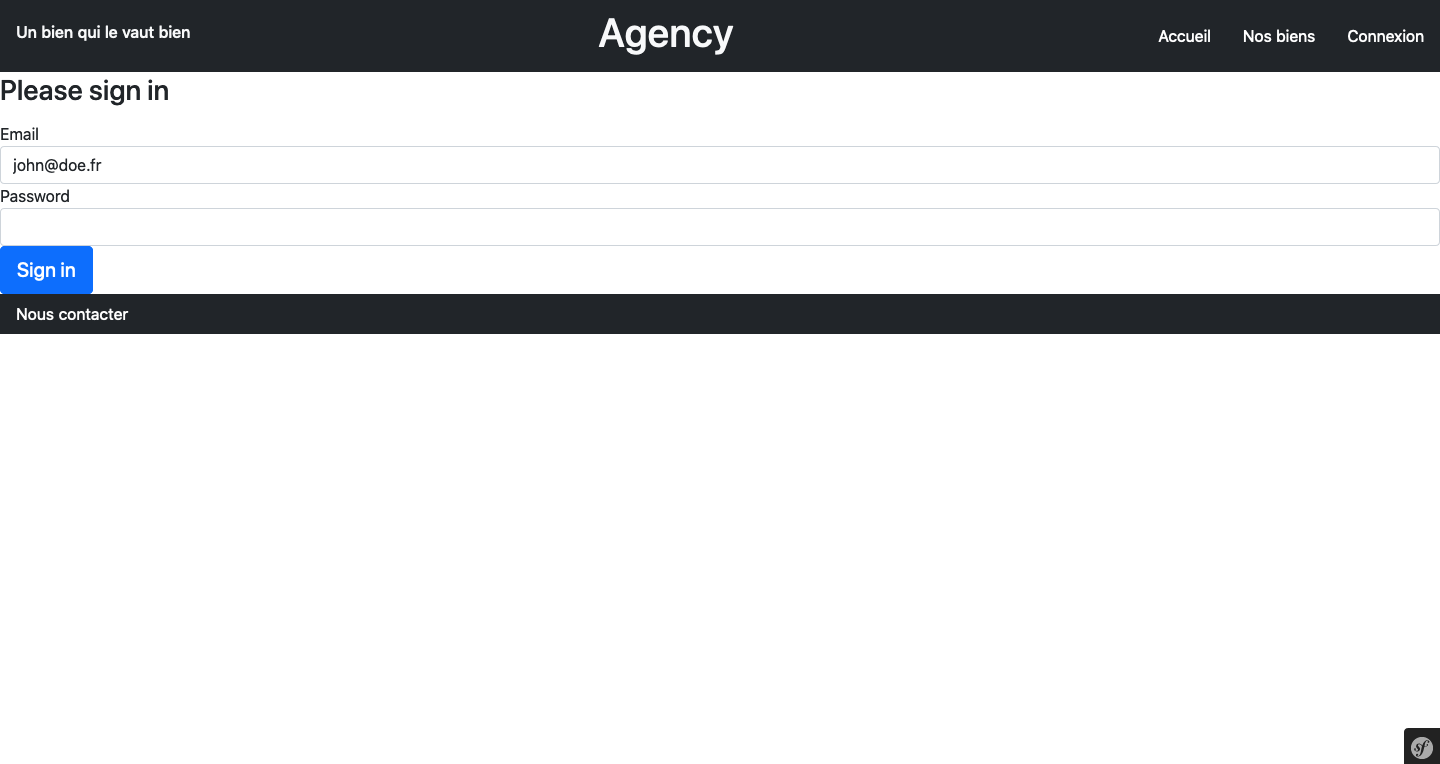 Un bien qui le vaut bien
Agency
Accueil Nos biens Connexion
Please sign in
Email
john@doe.fr
Password
Sign in
Nous contacter
sf